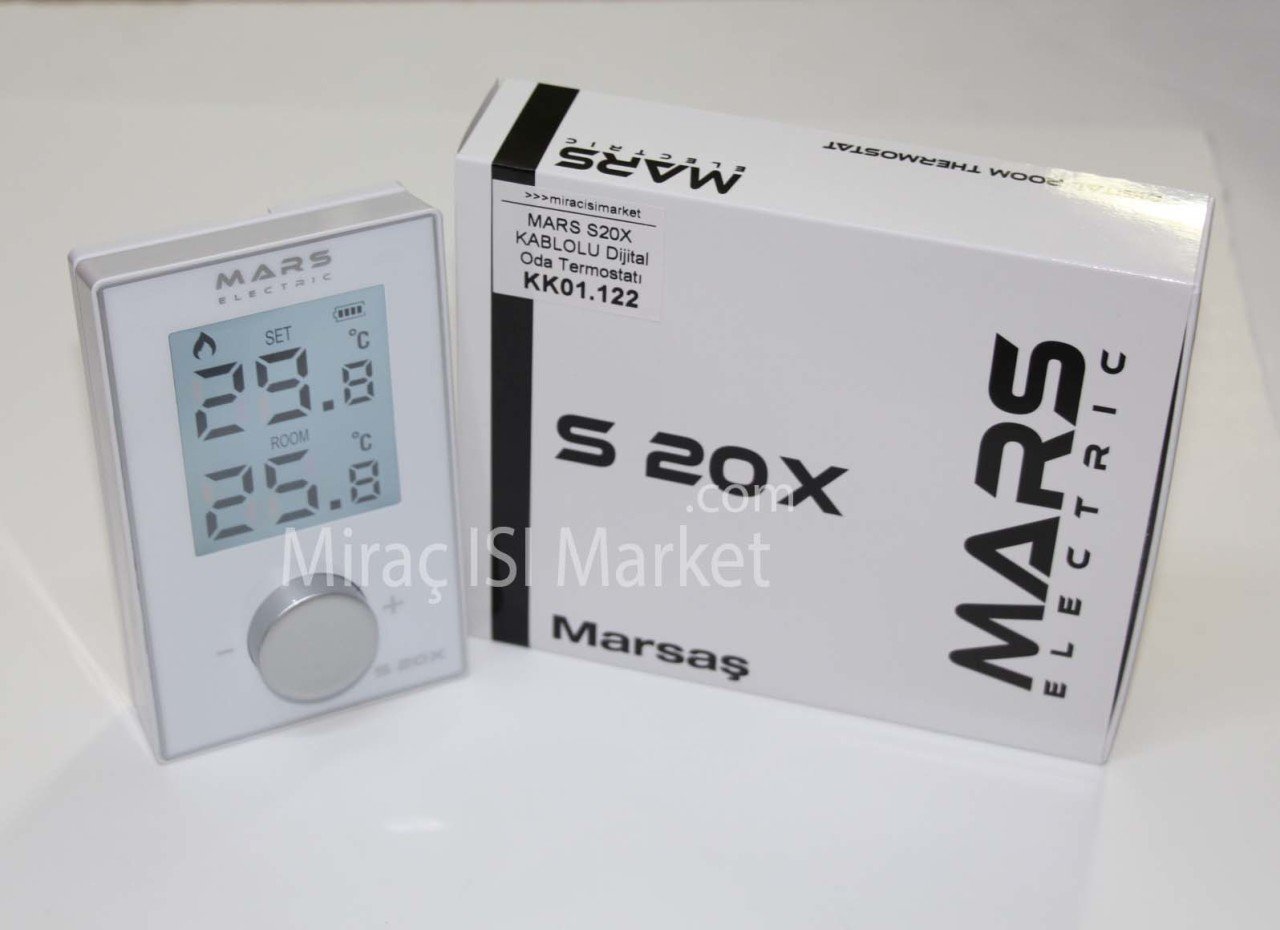 MARS
ELECTRIC
SET
29.8 °C
ROOM
25.8 °C
- +
S 20X
MARS
ELECTRIC
ROOM THERMOSTAT
>>>miracisimarket
MARS S20X
KABLOLU Dijital
Oda Termostatı
KK01.122
S 20X
Marsaş
MARS
ELECTRIC
Miraç ISI Market
.com